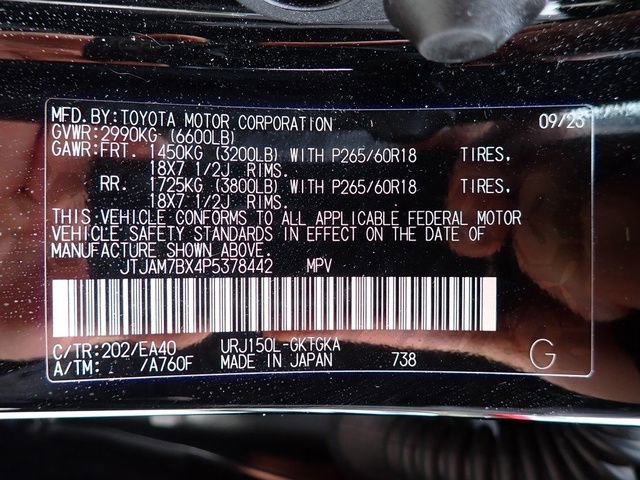 MFD.BY:TOYOTA MOTOR CORPORATION 09/23
GVWR:2990KG (6600LB)
GAWR:FRT. 1450KG (3200LB) WITH P265/60R18 TIRES,
18X7 1/2J RIMS.
RR. 1725KG (3800LB) WITH P265/60R18 TIRES,
18X7 1/2J RIMS.
THIS VEHICLE CONFORMS TO ALL APPLICABLE FEDERAL MOTOR
VEHICLE SAFETY STANDARDS IN EFFECT ON THE DATE OF
MANUFACTURE SHOWN ABOVE.
JTJAM7BX4P5378442 MPV
C/TR:202/EA40 URJ150L-GKTGKA
A/TM: - /A760F MADE IN JAPAN 738 G